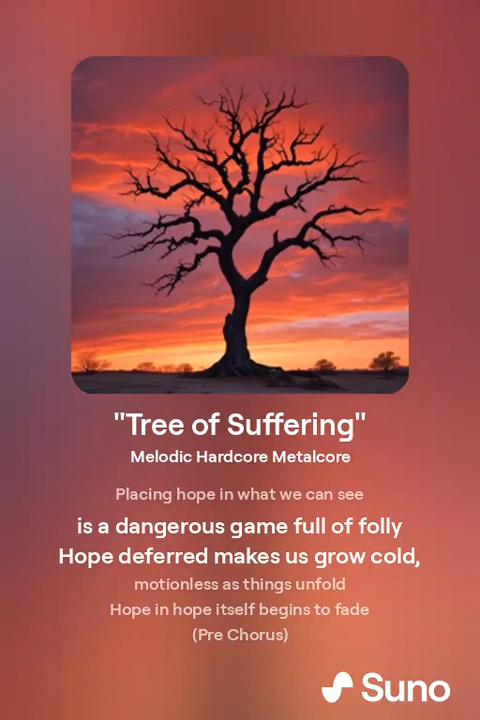 "Tree of Suffering"
Melodic Hardcore Metalcore
Placing hope in what we can see
is a dangerous game full of folly
Hope deferred makes us grow cold,
motionless as things unfold
Hope in hope itself begins to fade
(Pre Chorus)
Suno